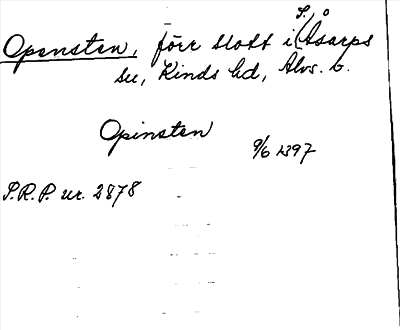 S.
Opensten, förr slott i Åsarps
sn, Kinds hd, Älvs. b.
Opinsten
9/6 1397
S.R.P. nr. 2878